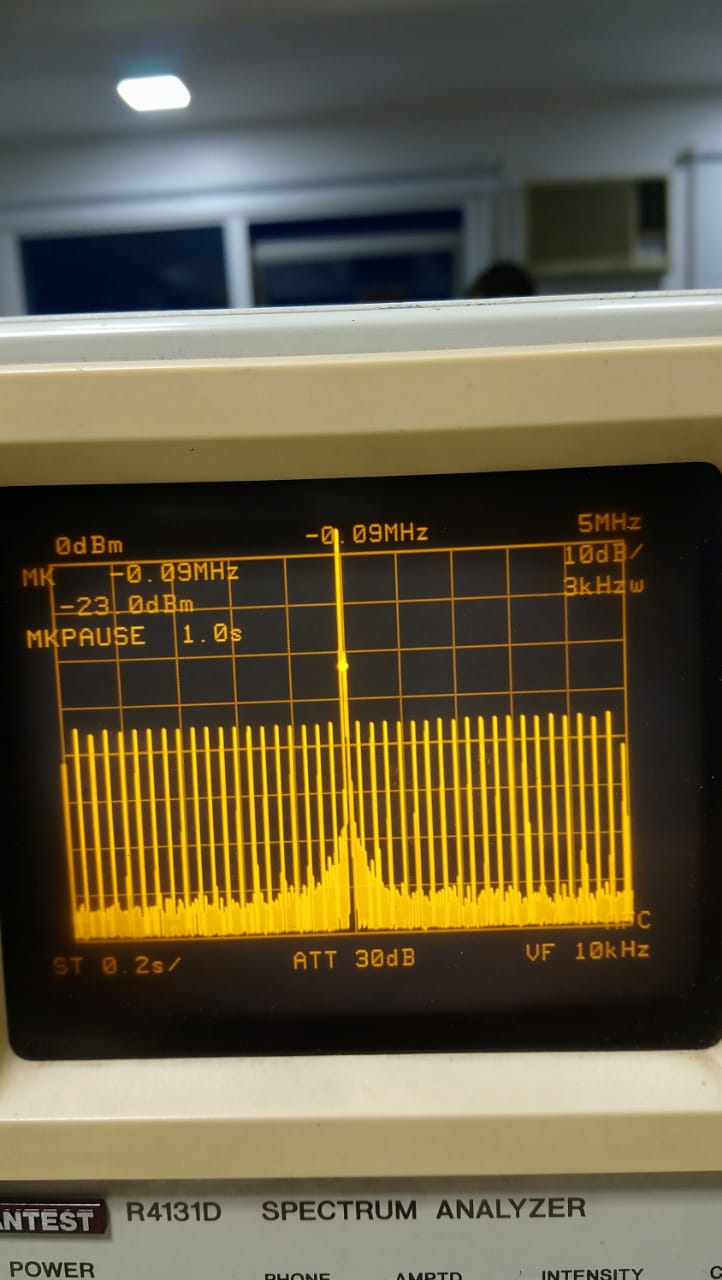 0dBm -0.09MHz 5MHz
MK -0.09MHz 10dB/
-23.0dBm 3kHzw
MKPAUSE 1.0s
AFC
ST 0.2s/ ATT 30dB VF 10kHz
ANTEST R4131D SPECTRUM ANALYZER
POWER PHONE AMPTD INTENSITY